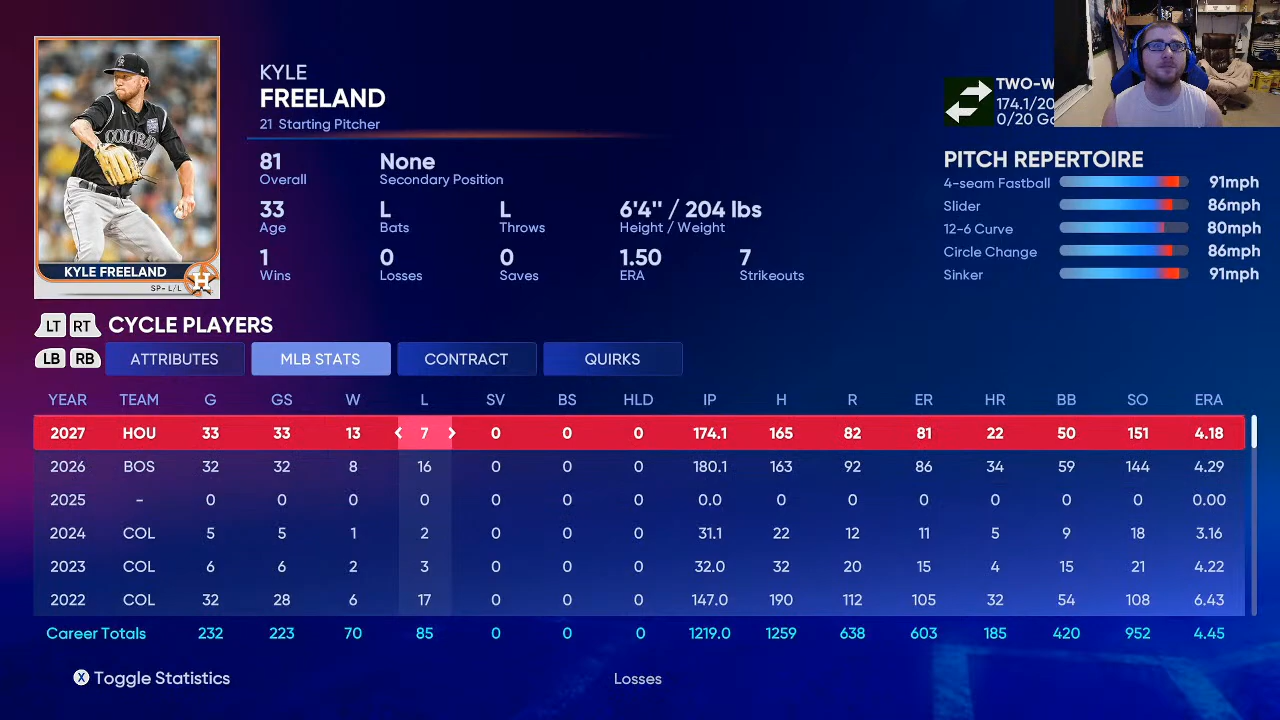 KYLE
FREELAND
21 Starting Pitcher
81
Overall
None
Secondary Position
33
Age
L
Bats
L
Throws
6'4" / 204 lbs
Height / Weight
1
Wins
0
Losses
0
Saves
1.50
ERA
7
Strikeouts
COLORADO
KYLE FREELAND
H
SP- L/L
TWO-W
174.1/20
0/20 Ga
PITCH REPERTOIRE
4-seam Fastball 91mph
Slider 86mph
12-6 Curve 80mph
Circle Change 86mph
Sinker 91mph
LT RT CYCLE PLAYERS
LB RB ATTRIBUTES MLB STATS CONTRACT QUIRKS
YEAR TEAM G GS W L SV BS HLD IP H R ER HR BB SO ERA
2027 HOU 33 33 13 < 7 > 0 0 0 174.1 165 82 81 22 50 151 4.18
2026 BOS 32 32 8 16 0 0 0 180.1 163 92 86 34 59 144 4.29
2025 - 0 0 0 0 0 0 0 0.0 0 0 0 0 0 0 0.00
2024 COL 5 5 1 2 0 0 0 31.1 22 12 11 5 9 18 3.16
2023 COL 6 6 2 3 0 0 0 32.0 32 20 15 4 15 21 4.22
2022 COL 32 28 6 17 0 0 0 147.0 190 112 105 32 54 108 6.43
Career Totals 232 223 70 85 0 0 0 1219.0 1259 638 603 185 420 952 4.45
X Toggle Statistics
Losses